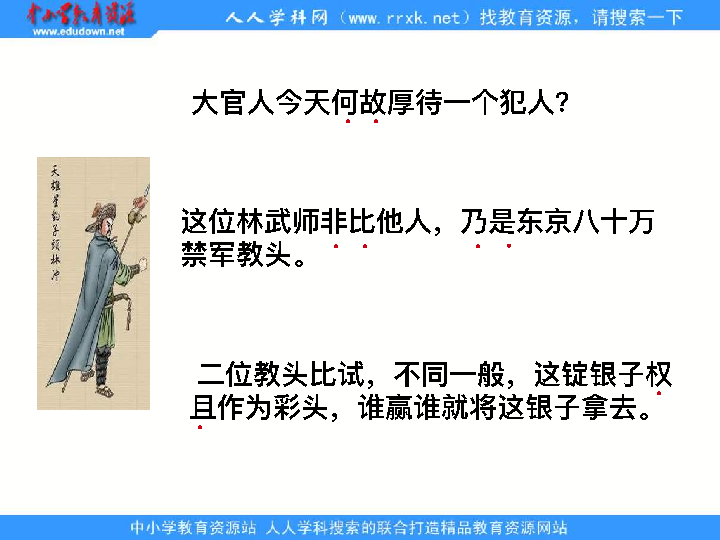 中小学教育资源
www.edudown.net
人人学科网（www.rrxk.net）找教育资源，请搜索一下
大官人今天何故厚待一个犯人？
天雄星豹子头林冲
这位林武师非比他人，乃是东京八十万
禁军教头。
二位教头比试，不同一般，这锭银子权
且作为彩头，谁赢谁就将这银子拿去。
中小学教育资源站 人人学科搜索的联合打造精品教育资源网站